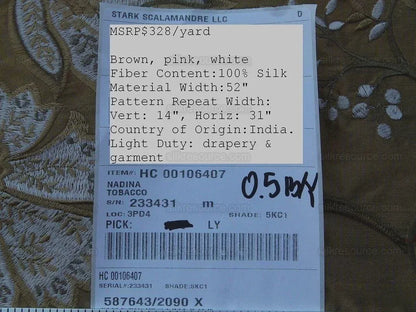 STARK SCALAMANDRE LLC D
MSRP$328/yard
Brown, pink, white
Fiber Content:100% Silk
Material Width:52"
Pattern Repeat Width:
Vert: 14", Horiz: 31"
Country of Origin:India.
Light Duty: drapery &
garment
ITEM#: HC 00106407
NADINA
TOBACCO
S/N: 233431 m
LOC: 3PD4 SHADE: 5KC1
PICK: LY
HC 00106407
SERIAL#:233431 SHADE:5KC1
587643/2090 X